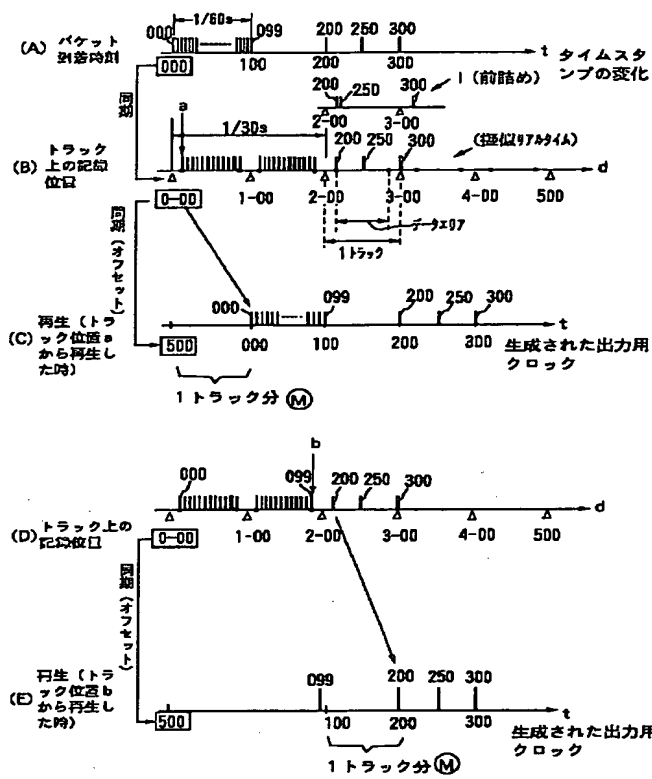 1/60s
000 099 200 250 300
(A) パケット
到着時刻
t
000 100 200 300
タイムスタ
ンプの変化
同期
200 250 300
I (前詰め)
2-00 3-00
a
1/30s
200 250 300
(擬似リアルタイム)
(B) トラック
上の記録
位置
d
0-00 1-00 2-00 3-00 4-00 500
データエリア
1トラック
同期(オフセット)
000 099 200 250 300
(C) 再生(トラ
ック位置a
から再生し
た時)
t
500 000 100 200 300
生成された出力用
クロック
1トラック分 M
b
000 099 200 250 300
(D) トラック上の
記録位置
d
0-00 1-00 2-00 3-00 4-00 500
同期(オフセット)
099 200 250 300
(E) 再生(トラ
ック位置b
から再生し
た時)
t
500 100 200 300
生成された出力用
クロック
1トラック分 M